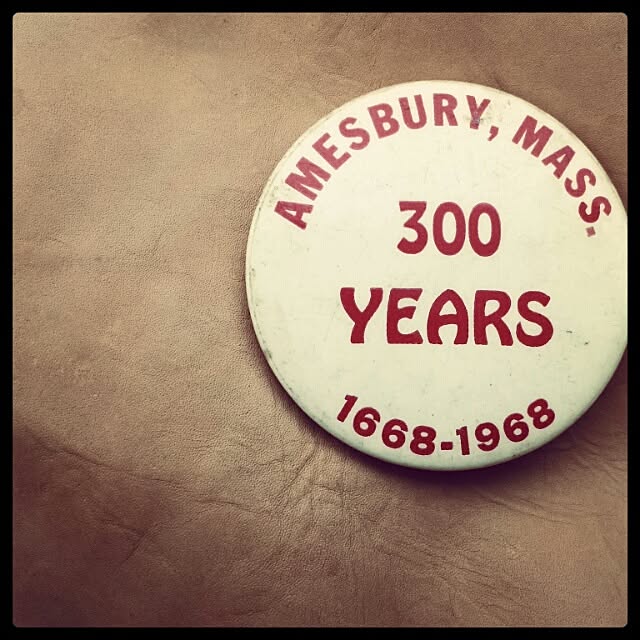 AMESBURY, MASS.
300
YEARS
1668-1968